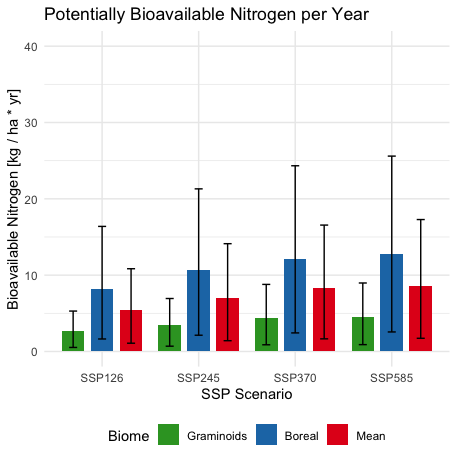 Potentially Bioavailable Nitrogen per Year
Bioavailable Nitrogen [kg / ha * yr]
40
30
20
10
0
SSP126 SSP245 SSP370 SSP585
SSP Scenario
Biome Graminoids Boreal Mean